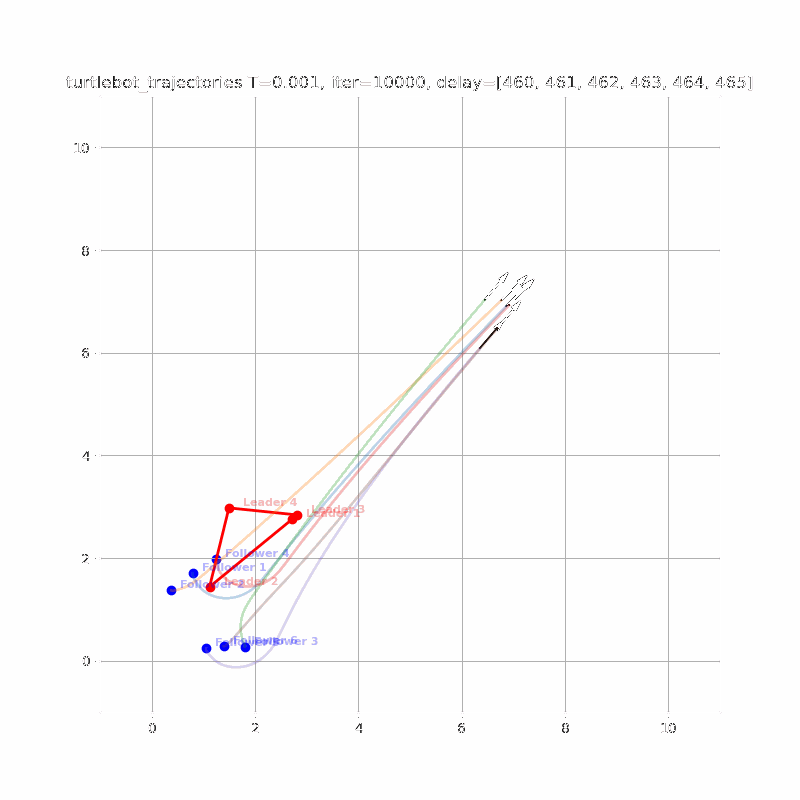 turtlebot_trajectories T=0.001, iter=10000, delay=[460, 461, 462, 463, 464, 465]
10
8
6
4
Leader 4
Leader 3
Leader 1
2
Follower 4
Follower 1
Leader 2
Follower 2
Follower 6
Follower 3
0
0 2 4 6 8 10